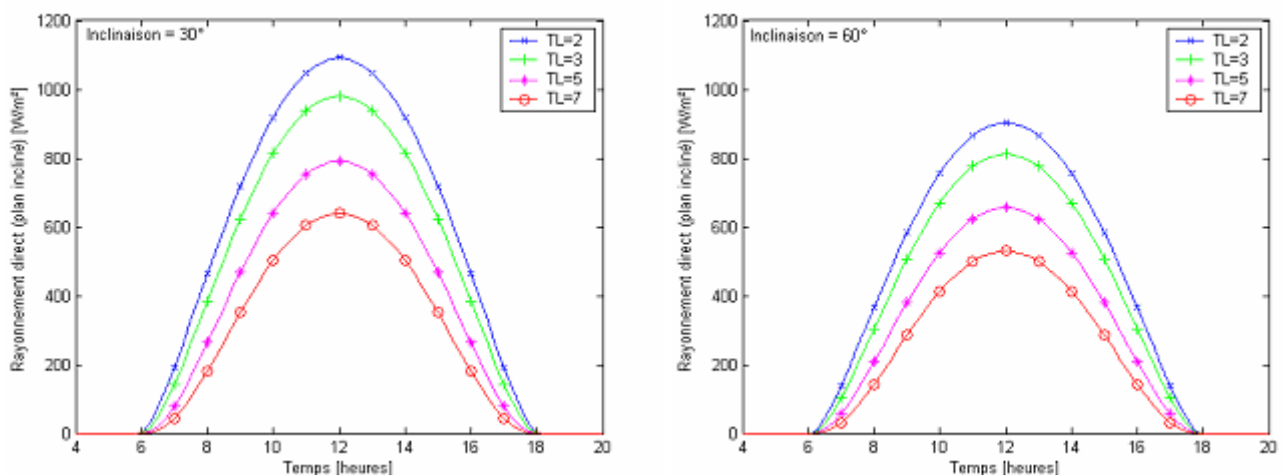 Rayonnement direct (plan incliné) [W/m²]
1200
1000
800
600
400
200
0
Inclinaison = 30°
TL=2
TL=3
TL=5
TL=7
4 6 8 10 12 14 16 18 20
Temps [heures]
Rayonnement direct (plan incliné) [W/m²]
1200
1000
800
600
400
200
0
Inclinaison = 60°
TL=2
TL=3
TL=5
TL=7
4 6 8 10 12 14 16 18 20
Temps [heures]